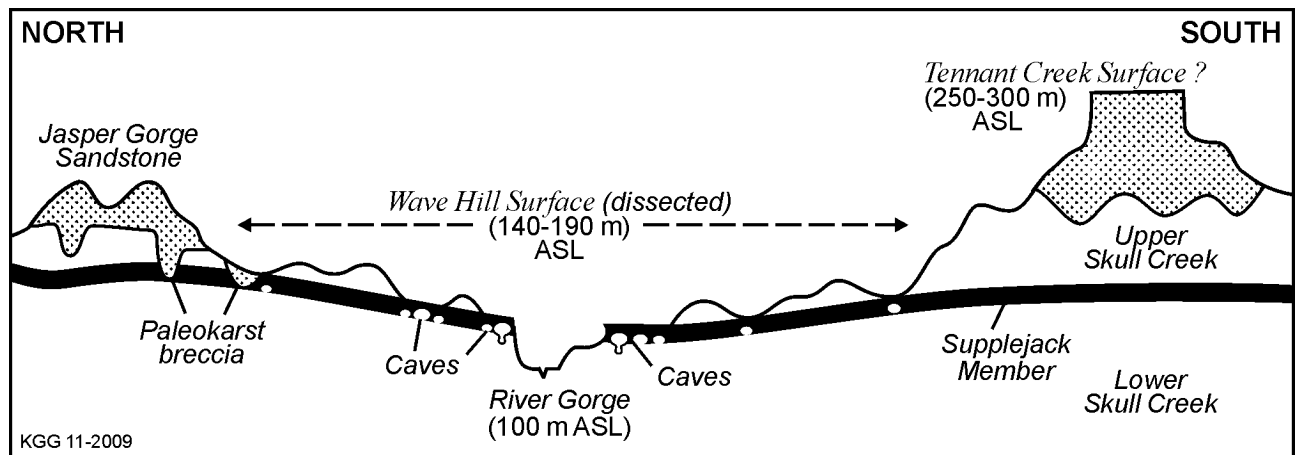 NORTH
SOUTH
Tennant Creek Surface ?
(250-300 m)
ASL
Jasper Gorge
Sandstone
Wave Hill Surface (dissected)
(140-190 m)
ASL
Upper
Skull Creek
Paleokarst
breccia
Caves
River Gorge
(100 m ASL)
Caves
Supplejack
Member
Lower
Skull Creek
KGG 11-2009